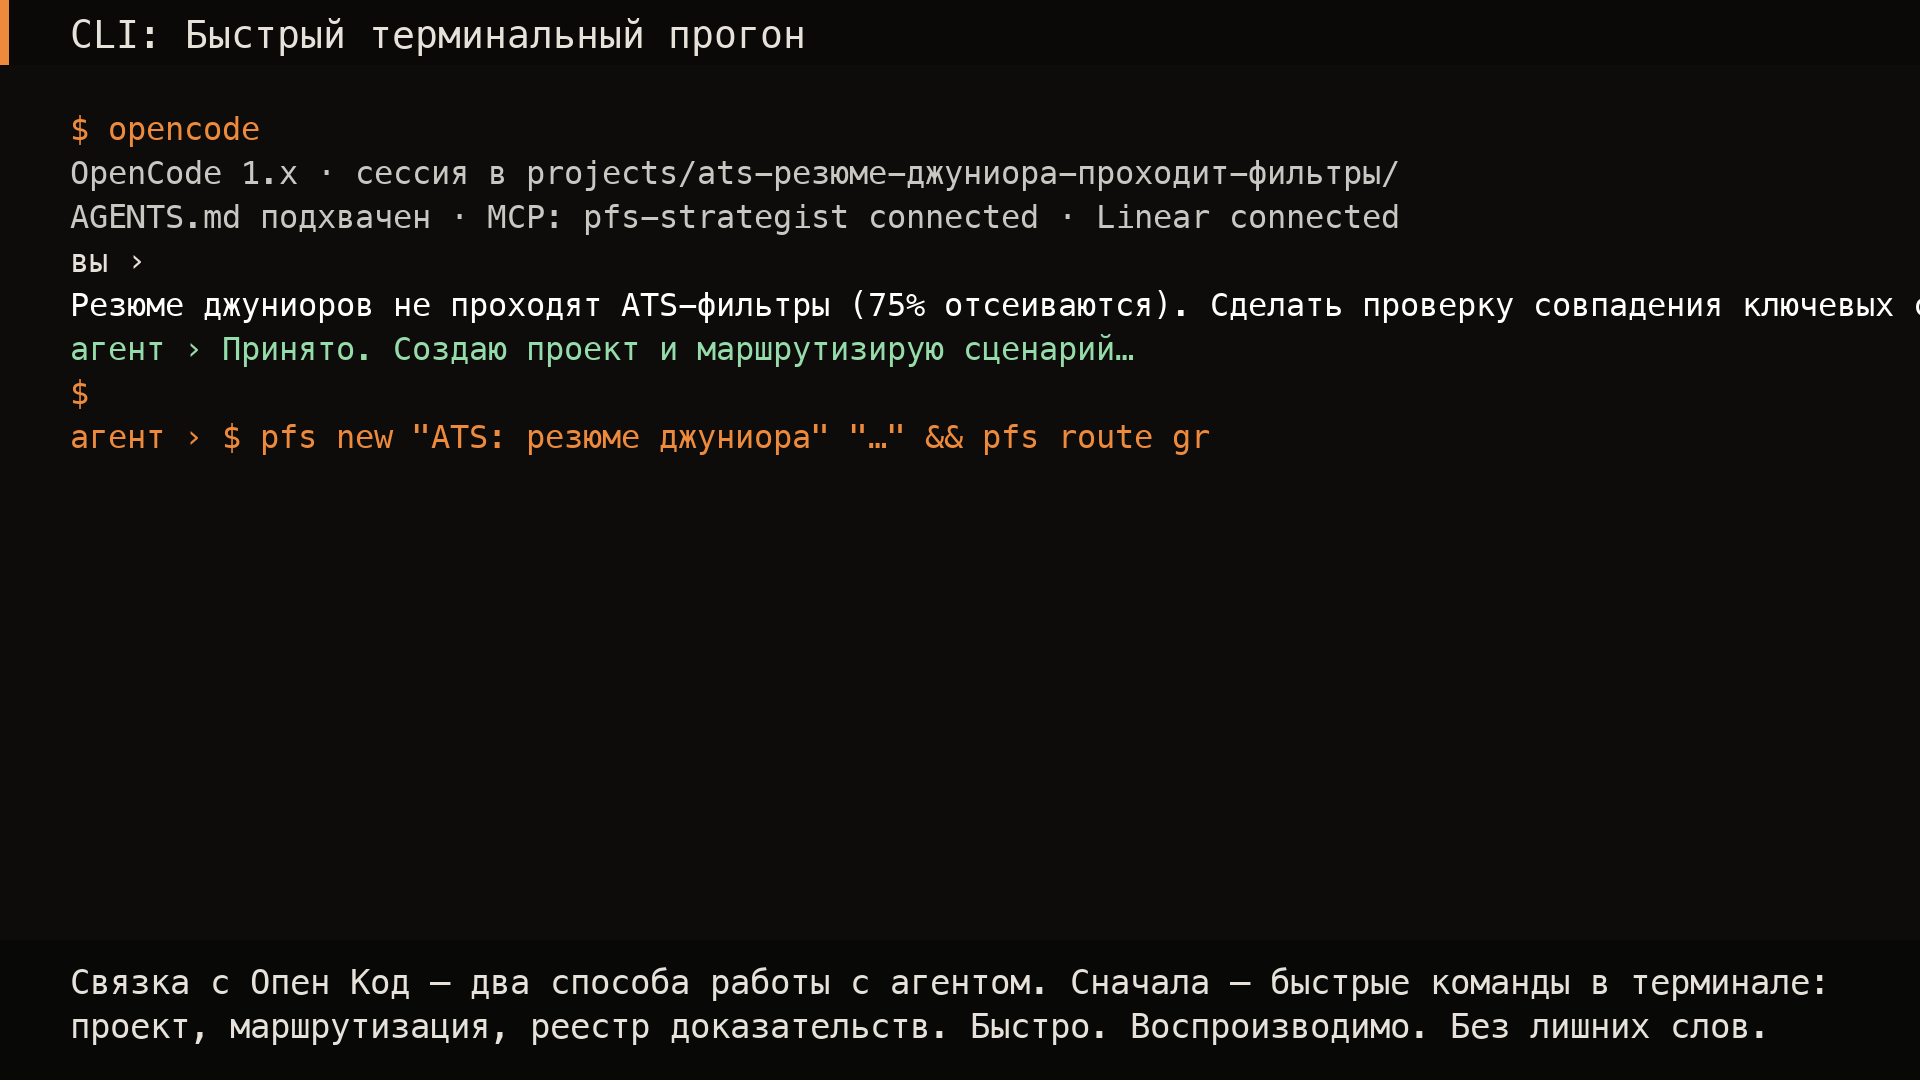 CLI: Быстрый терминальный прогон
$ opencode
OpenCode 1.x · сессия в projects/ats-резюме-джуниора-проходит-фильтры/
AGENTS.md подхвачен · MCP: pfs-strategist connected · Linear connected
вы ›
Резюме джуниоров не проходят ATS-фильтры (75% отсеиваются). Сделать проверку совпадения ключевых
агент › Принято. Создаю проект и маршрутизирую сценарий…
$
агент › $ pfs new "ATS: резюме джуниора" "…" && pfs route gr
Связка с Опен Код — два способа работы с агентом. Сначала — быстрые команды в терминале:
проект, маршрутизация, реестр доказательств. Быстро. Воспроизводимо. Без лишних слов.